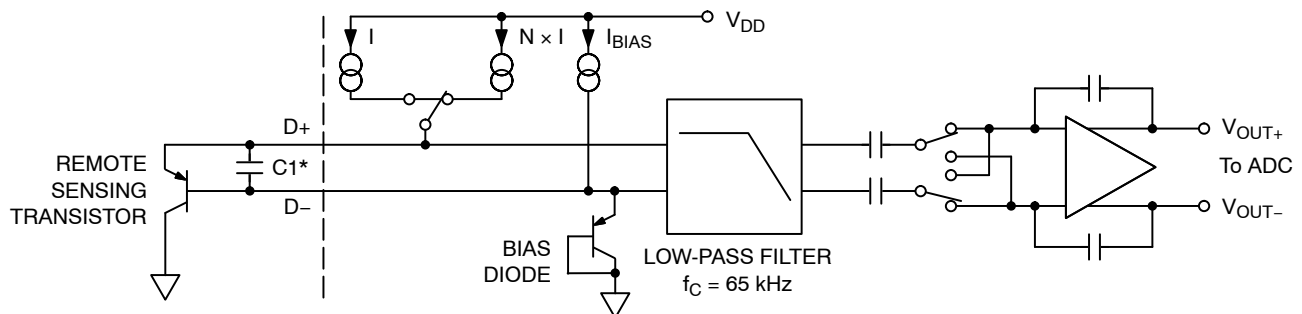 V_DD
I
N × I
I_BIAS
D+
REMOTE
SENSING
TRANSISTOR
C1*
D−
BIAS
DIODE
LOW-PASS FILTER
f_C = 65 kHz
V_OUT+
To ADC
V_OUT−